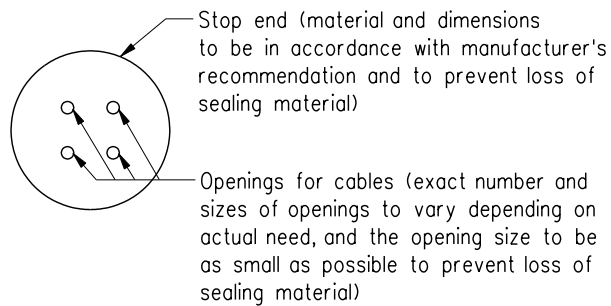 Stop end (material and dimensions
to be in accordance with manufacturer's
recommendation and to prevent loss of
sealing material)
Openings for cables (exact number and
sizes of openings to vary depending on
actual need, and the opening size to be
as small as possible to prevent loss of
sealing material)